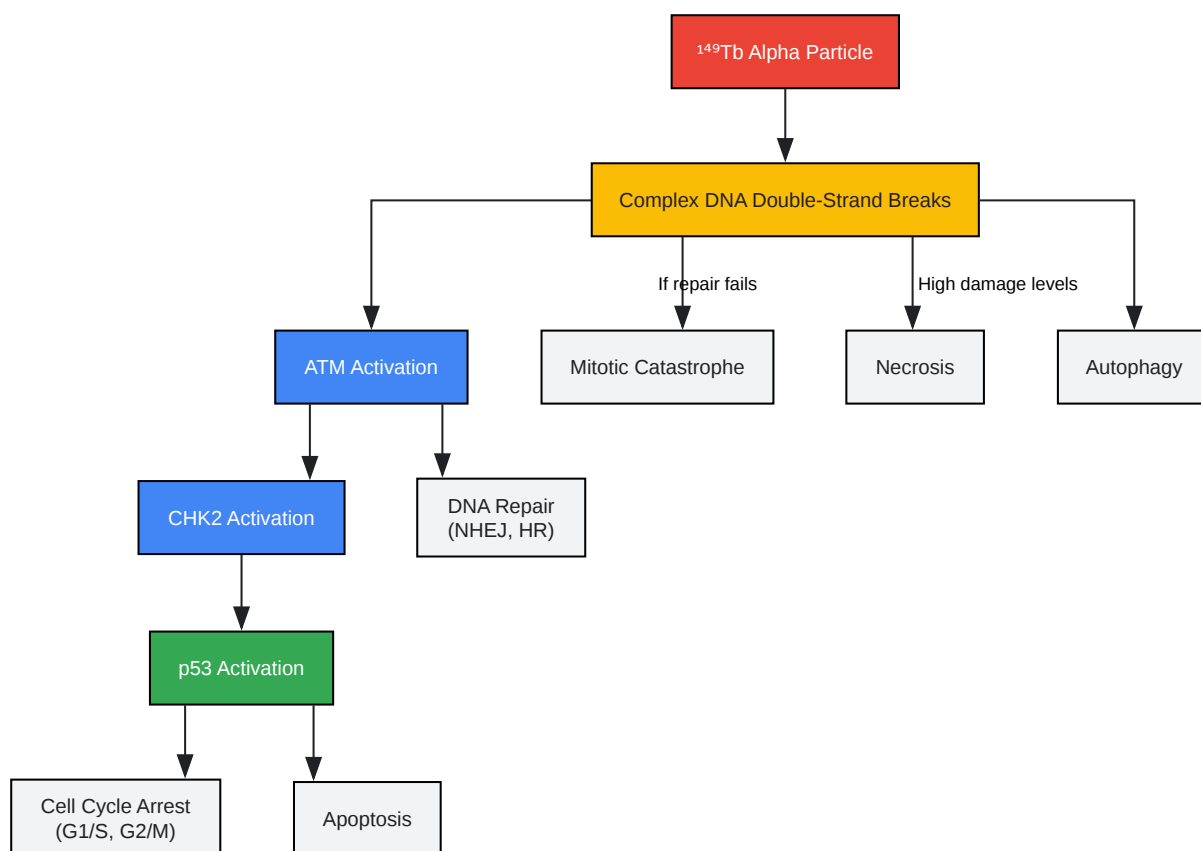 ¹⁴⁹Tb Alpha Particle
Complex DNA Double-Strand Breaks
If repair fails
High damage levels
ATM Activation
Mitotic Catastrophe
Necrosis
Autophagy
CHK2 Activation
DNA Repair
(NHEJ, HR)
p53 Activation
Cell Cycle Arrest
(G1/S, G2/M)
Apoptosis